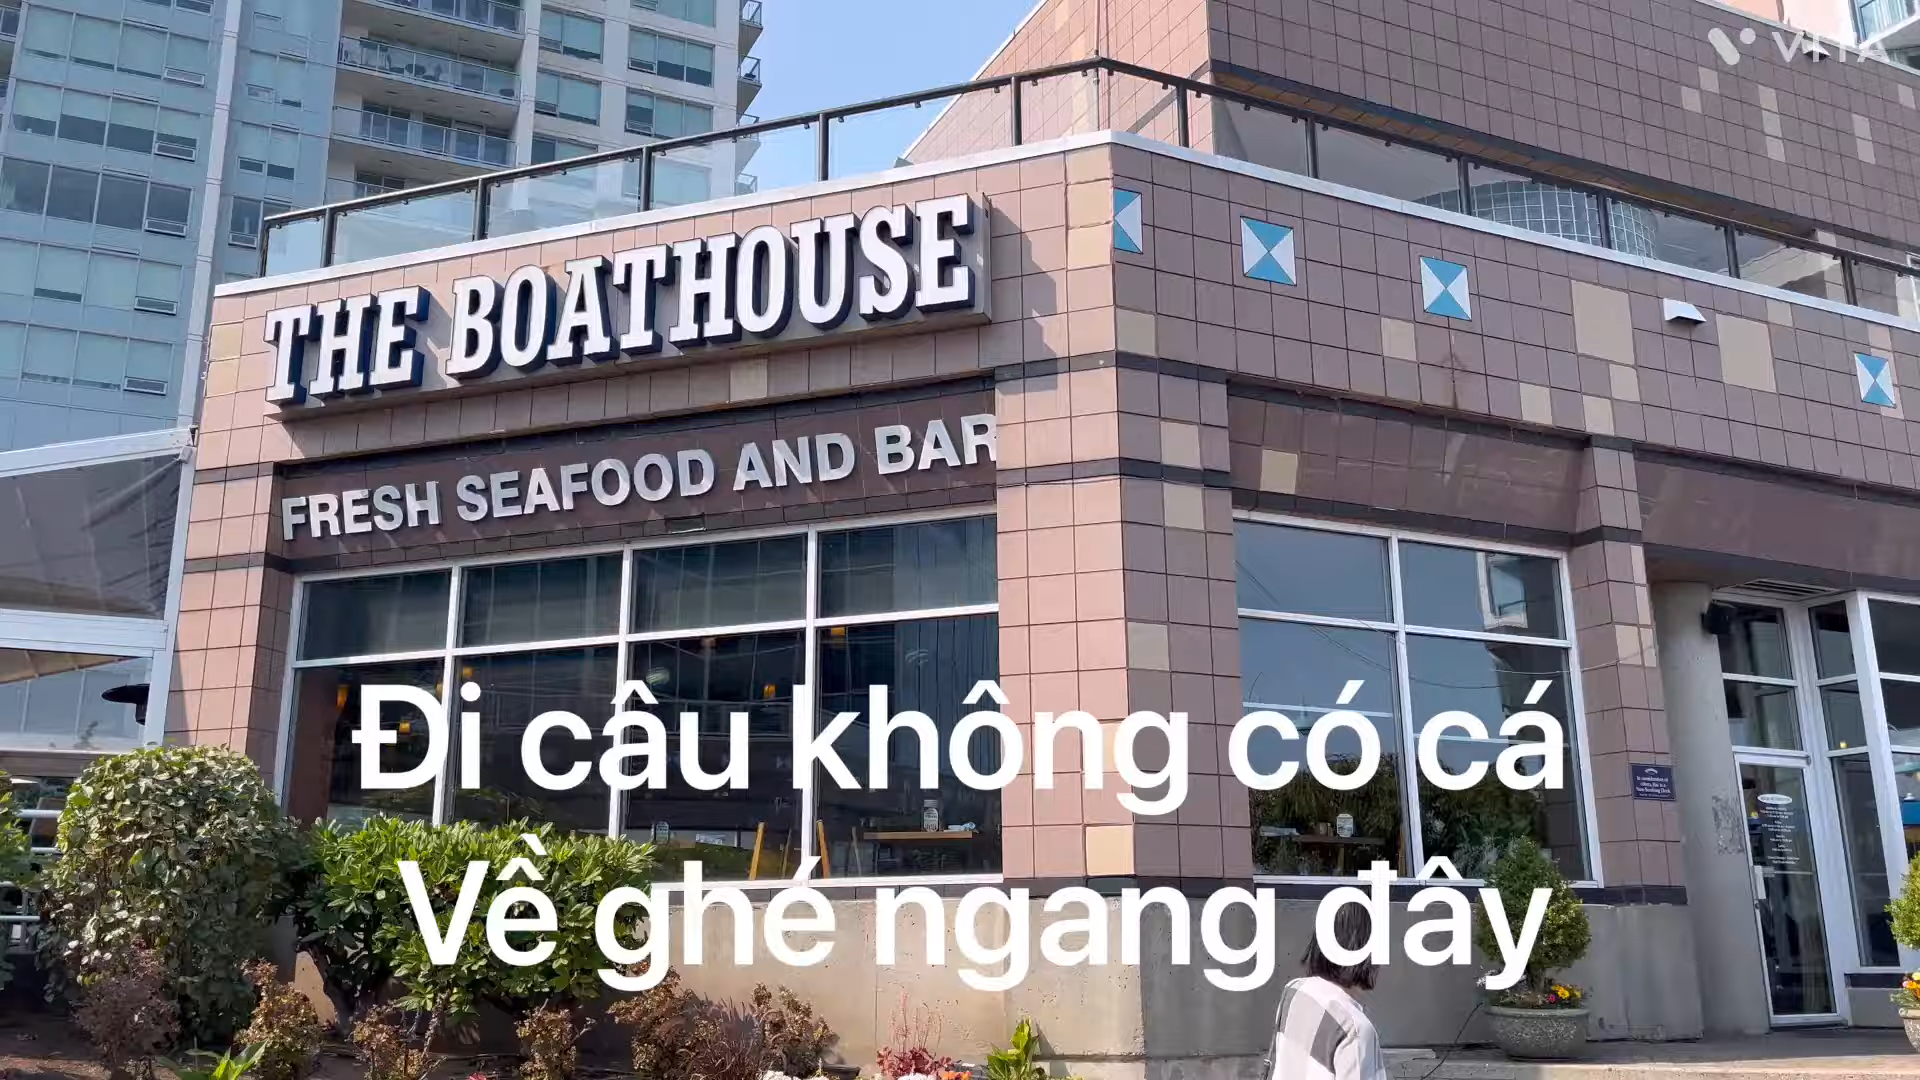 VITA
THE BOATHOUSE
FRESH SEAFOOD AND BAR
Đi câu không có cá
Về ghé ngang đây